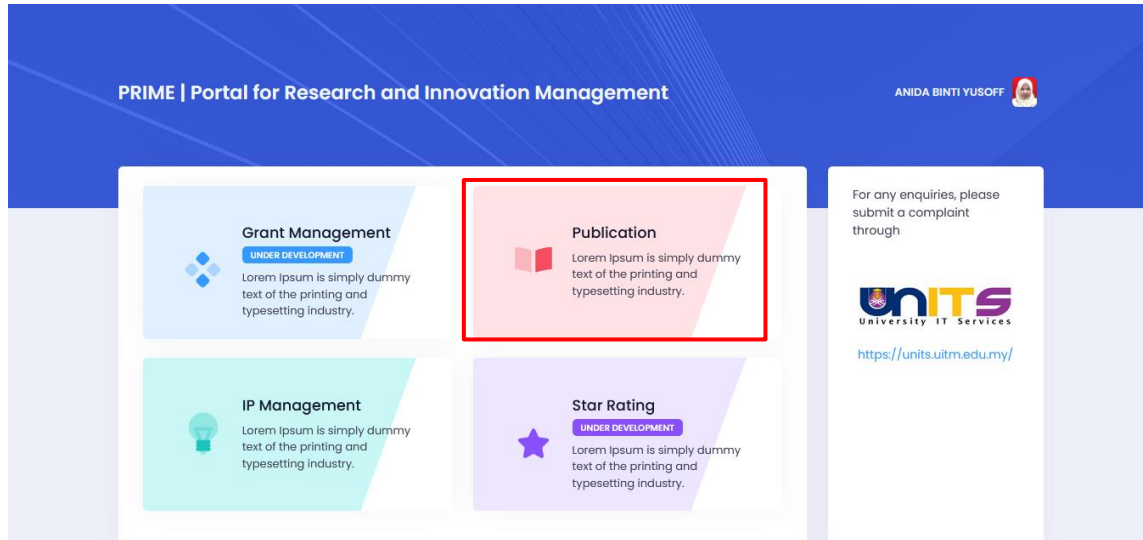 PRIME | Portal for Research and Innovation Management
ANIDA BINTI YUSOFF
Grant Management
UNDER DEVELOPMENT
Lorem Ipsum is simply dummy
text of the printing and
typesetting industry.
Publication
Lorem Ipsum is simply dummy
text of the printing and
typesetting industry.
IP Management
Lorem Ipsum is simply dummy
text of the printing and
typesetting industry.
Star Rating
UNDER DEVELOPMENT
Lorem Ipsum is simply dummy
text of the printing and
typesetting industry.
For any enquiries, please
submit a complaint
through
UNITS
University IT Services
https://units.uitm.edu.my/